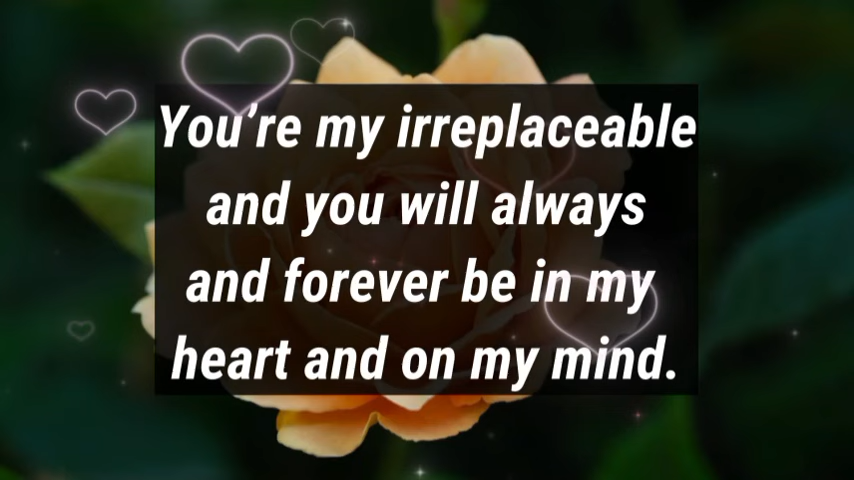 You’re my irreplaceable
and you will always
and forever be in my
heart and on my mind.